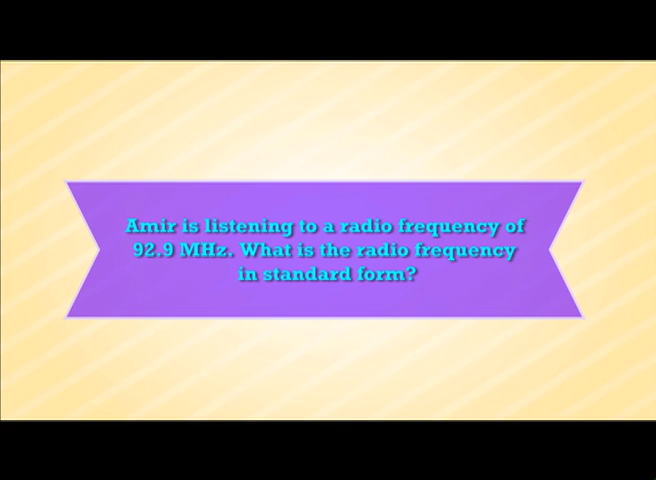 Amir is listening to a radio frequency of
92.9 MHz. What is the radio frequency
in standard form?